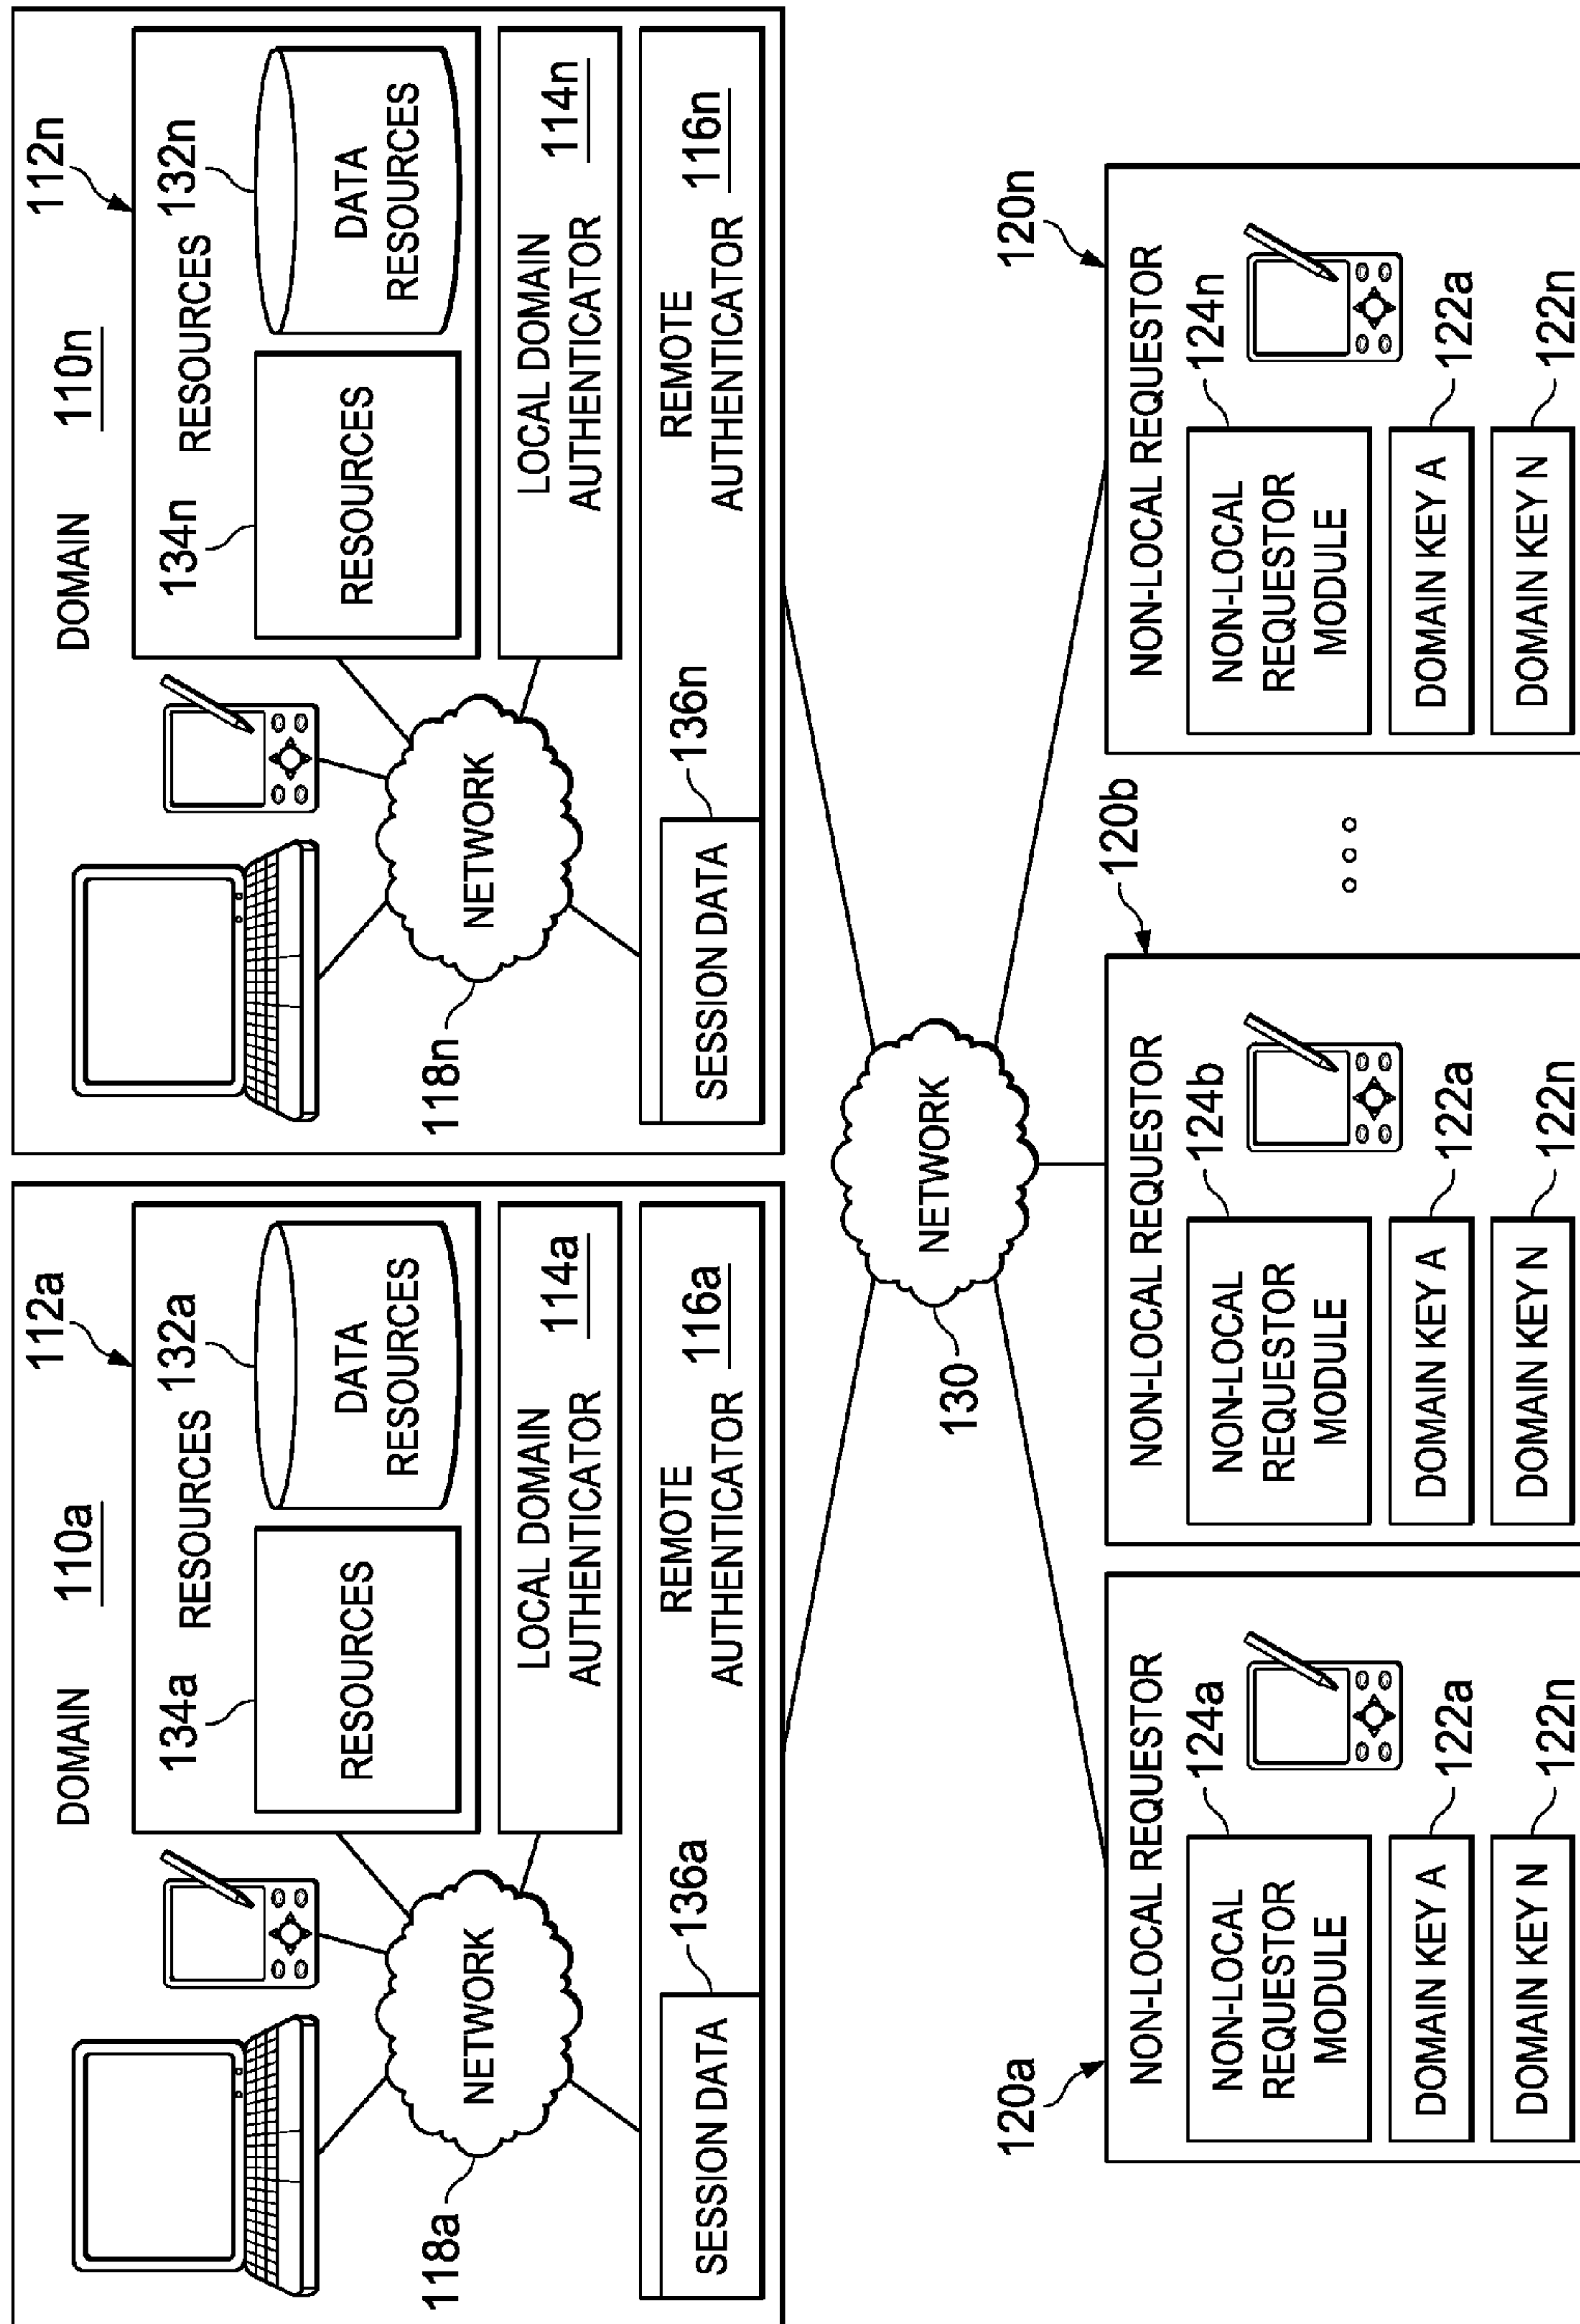 DOMAIN
110a
112a
RESOURCES
134a
132a
RESOURCES
DATA
RESOURCES
LOCAL DOMAIN
AUTHENTICATOR
114a
REMOTE
AUTHENTICATOR
116a
NETWORK
118a
SESSION DATA
136a
DOMAIN
110n
112n
RESOURCES
134n
132n
RESOURCES
DATA
RESOURCES
LOCAL DOMAIN
AUTHENTICATOR
114n
REMOTE
AUTHENTICATOR
116n
NETWORK
118n
SESSION DATA
136n
NETWORK
130
120a
NON-LOCAL REQUESTOR
124a
NON-LOCAL
REQUESTOR
MODULE
DOMAIN KEY A
122a
DOMAIN KEY N
122n
120b
NON-LOCAL REQUESTOR
124b
NON-LOCAL
REQUESTOR
MODULE
DOMAIN KEY A
122a
DOMAIN KEY N
122n
120n
NON-LOCAL REQUESTOR
124n
NON-LOCAL
REQUESTOR
MODULE
DOMAIN KEY A
122a
DOMAIN KEY N
122n